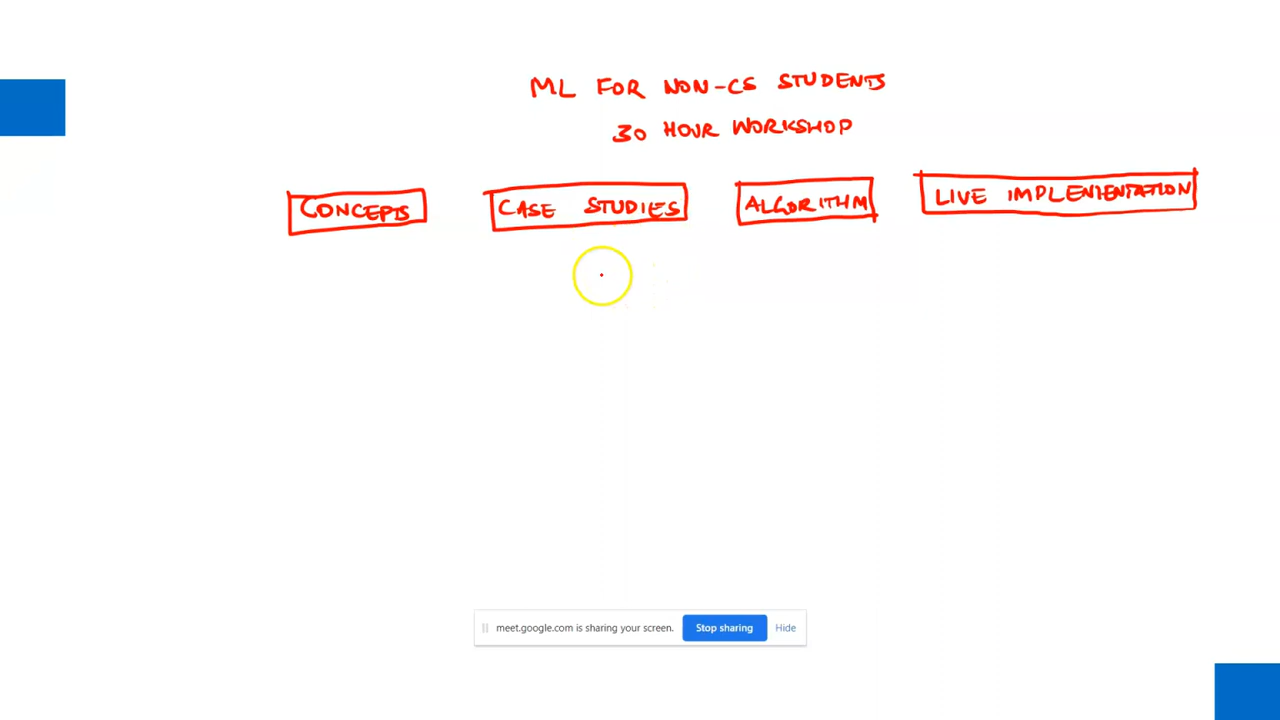 ML FOR NON-CS STUDENTS
30 HOUR WORKSHOP
CONCEPTS CASE STUDIES ALGORITHM LIVE IMPLEMENTATION
meet.google.com is sharing your screen. Stop sharing Hide